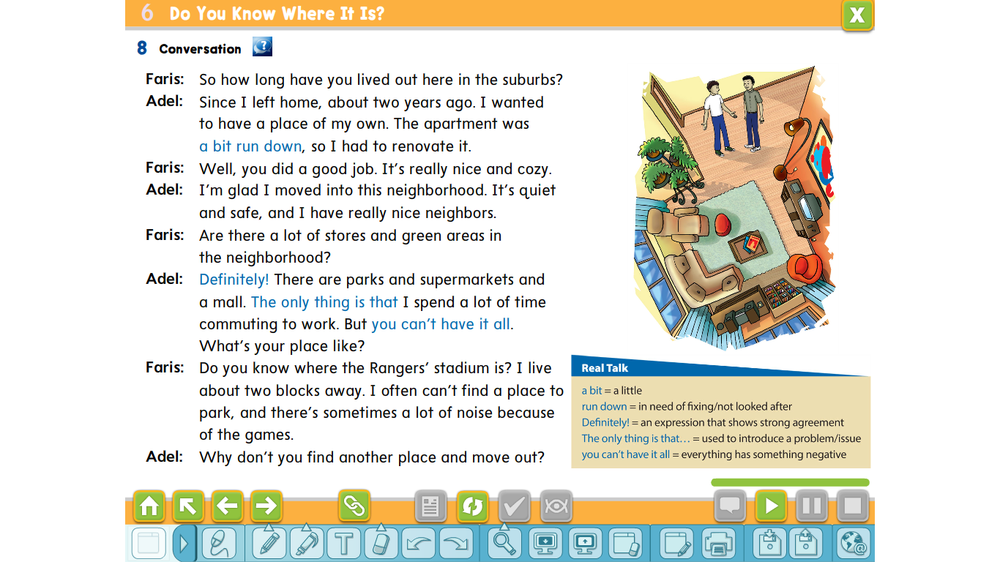 6 Do You Know Where It Is?
X
8 Conversation
?
Faris: So how long have you lived out here in the suburbs?
Adel: Since I left home, about two years ago. I wanted
to have a place of my own. The apartment was
a bit run down, so I had to renovate it.
Faris: Well, you did a good job. It's really nice and cozy.
Adel: I'm glad I moved into this neighborhood. It's quiet
and safe, and I have really nice neighbors.
Faris: Are there a lot of stores and green areas in
the neighborhood?
Adel: Definitely! There are parks and supermarkets and
a mall. The only thing is that I spend a lot of time
commuting to work. But you can't have it all.
What's your place like?
Faris: Do you know where the Rangers' stadium is? I live
about two blocks away. I often can't find a place to
park, and there's sometimes a lot of noise because
of the games.
Adel: Why don't you find another place and move out?
Real Talk
a bit = a little
run down = in need of fixing/not looked after
Definitely! = an expression that shows strong agreement
The only thing is that… = used to introduce a problem/issue
you can't have it all = everything has something negative
T
@